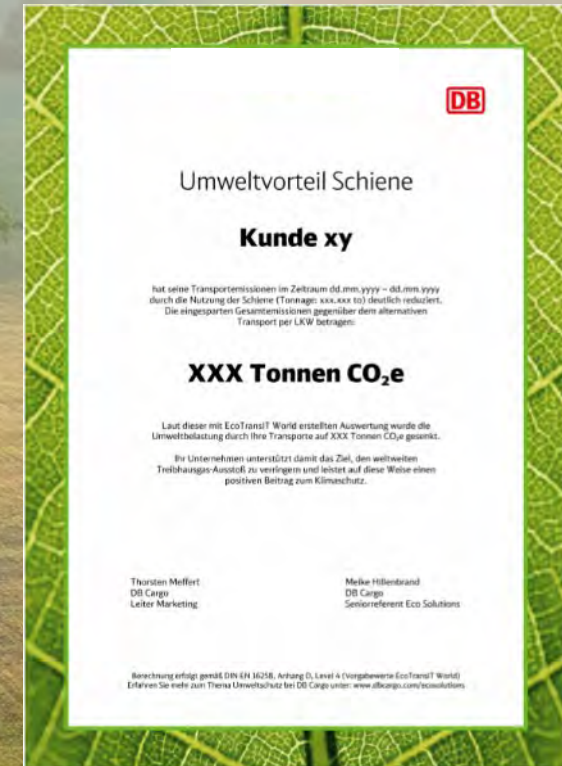 DB
Umweltvorteil Schiene
Kunde xy
hat seine Transportemissionen im Zeitraum dd.mm.yyyy – dd.mm.yyyy
durch die Nutzung der Schiene (Tonnage: xxx.xxx to) deutlich reduziert.
Die eingesparten Gesamtemissionen gegenüber dem alternativen
Transport per LKW betragen:
XXX Tonnen CO₂e
Laut dieser mit EcoTransIT World erstellten Auswertung wurde die
Umweltbelastung durch Ihre Transporte auf XXX Tonnen CO₂e gesenkt.
Ihr Unternehmen unterstützt damit das Ziel, den weltweiten
Treibhausgas-Ausstoß zu verringern und leistet auf diese Weise einen
positiven Beitrag zum Klimaschutz.
Thorsten Meffert
DB Cargo
Leiter Marketing
Meike Hillenbrand
DB Cargo
Seniorreferent Eco Solutions
Berechnung erfolgt gemäß DIN EN 16258, Anhang D, Level 4 (Vorgabewerte EcoTransIT World)
Erfahren Sie mehr zum Thema Umweltschutz bei DB Cargo unter: www.dbcargo.com/ecosolutions